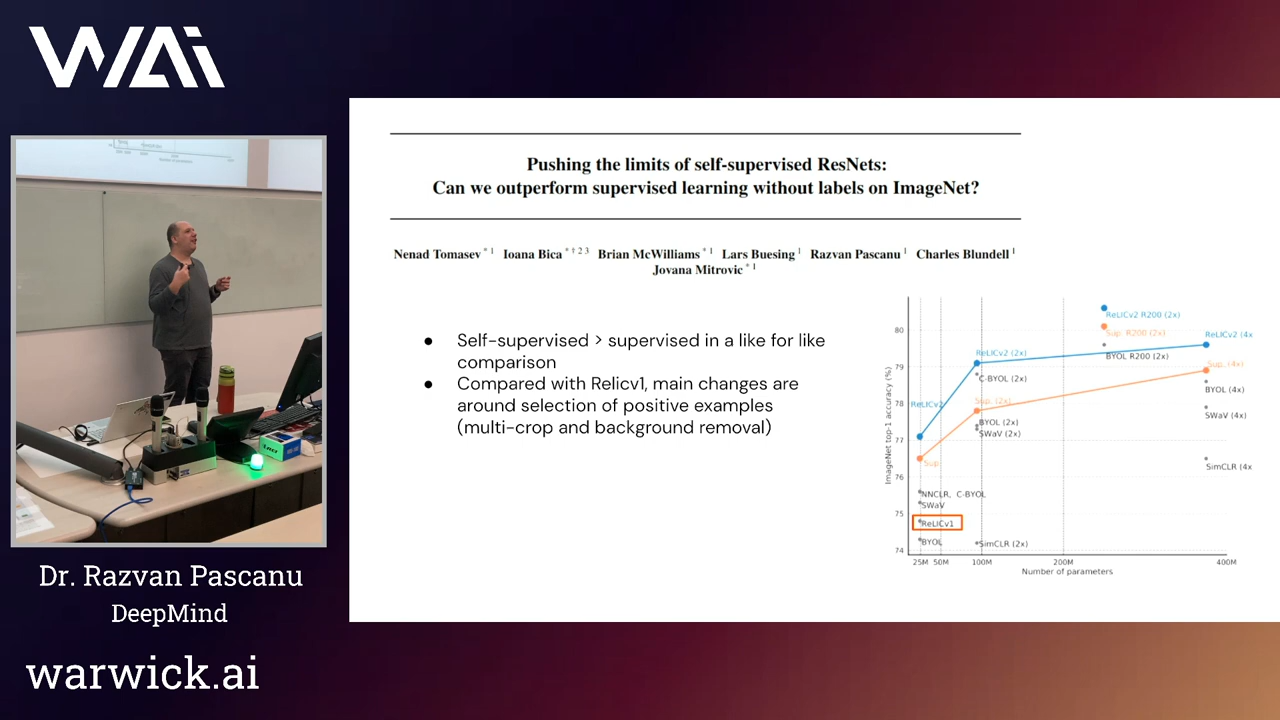 WAi
Dr. Razvan Pascanu
DeepMind
warwick.ai
Pushing the limits of self-supervised ResNets:
Can we outperform supervised learning without labels on ImageNet?
Nenad Tomasev * 1 Ioana Bica * † 2 3 Brian McWilliams * 1 Lars Buesing 1 Razvan Pascanu 1 Charles Blundell 1
Jovana Mitrovic * 1
● Self-supervised > supervised in a like for like
comparison
● Compared with Relicv1, main changes are
around selection of positive examples
(multi-crop and background removal)
ImageNet top-1 accuracy (%)
80
79
78
77
76
75
74
ReLICv2 R200 (2x)
Sup. R200 (2x)
BYOL R200 (2x)
ReLICv2 (4x
ReLICv2 (2x)
Sup. (4x)
C-BYOL (2x)
BYOL (4x)
ReLICv2
Sup. (2x)
SWaV (4x)
BYOL (2x)
SWaV (2x)
Sup.
SimCLR (4x
NNCLR, C-BYOL
SWaV
ReLICv1
BYOL
SimCLR (2x)
25M 50M 100M 200M 400M
Number of parameters